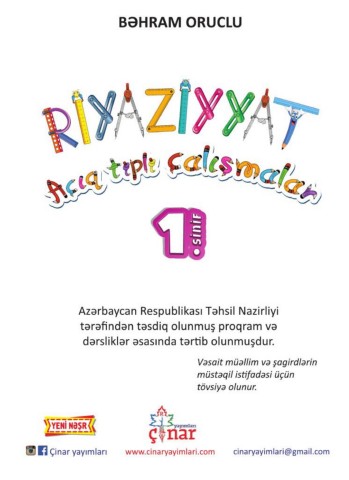 BƏHRAM ORUCLU
RİYAZİYYAT
Açıq tipli çalışmalar
1.
SİNİF
Azərbaycan Respublikası Təhsil Nazirliyi
tərəfindən təsdiq olunmuş proqram və
dərsliklər əsasında tərtib olunmuşdur.
Vəsait müəllim və şagirdlərin
müstəqil istifadəsi üçün
tövsiyə olunur.
YENİ NƏŞR
yayımları
çinar
Çinar yayımları www.cinaryayimlari.com cinaryayimlari@gmail.com